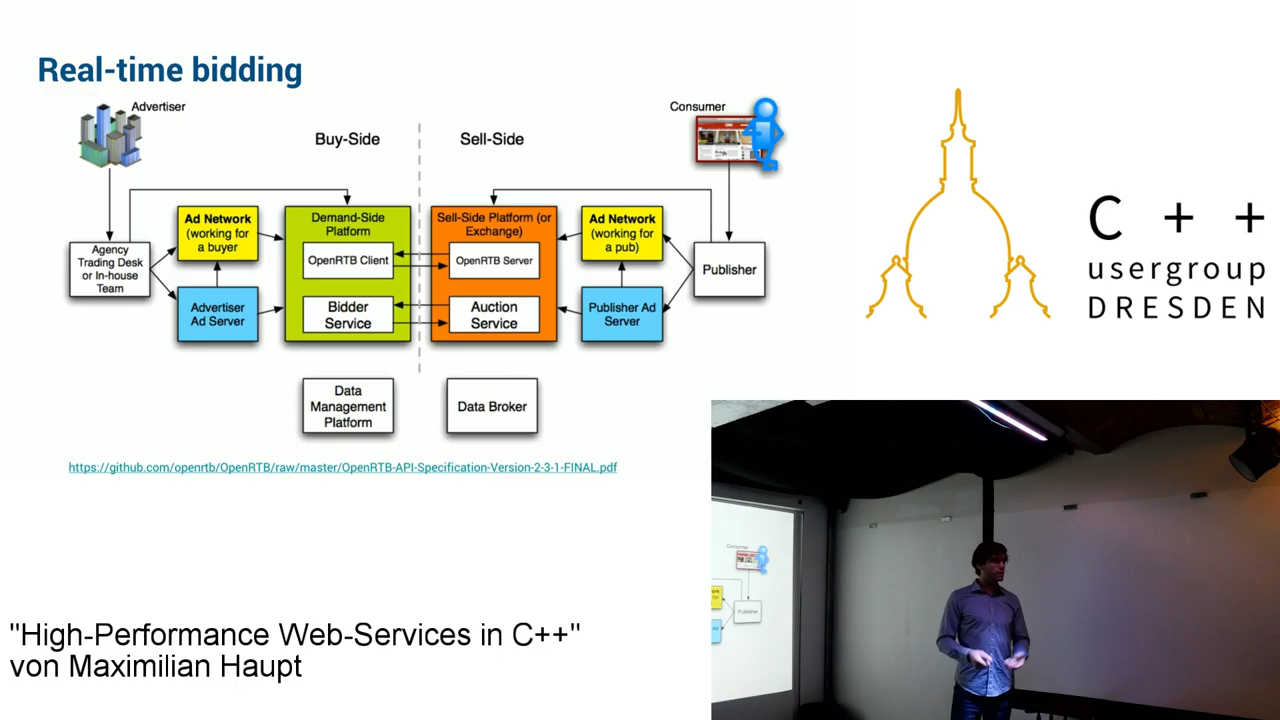 Real-time bidding
Advertiser
Consumer
Buy-Side
Sell-Side
Ad Network
(working for
a buyer
Demand-Side
Platform
Sell-Side Platform (or
Exchange)
Ad Network
(working for
a pub)
Agency
Trading Desk
or In-house
Team
OpenRTB Client
OpenRTB Server
Publisher
Advertiser
Ad Server
Bidder
Service
Auction
Service
Publisher Ad
Server
Data
Management
Platform
Data Broker
https://github.com/openrtb/OpenRTB/raw/master/OpenRTB-API-Specification-Version-2-3-1-FINAL.pdf
C + +
usergroup
DRESDEN
Consumer
Publisher
"High-Performance Web-Services in C++"
von Maximilian Haupt